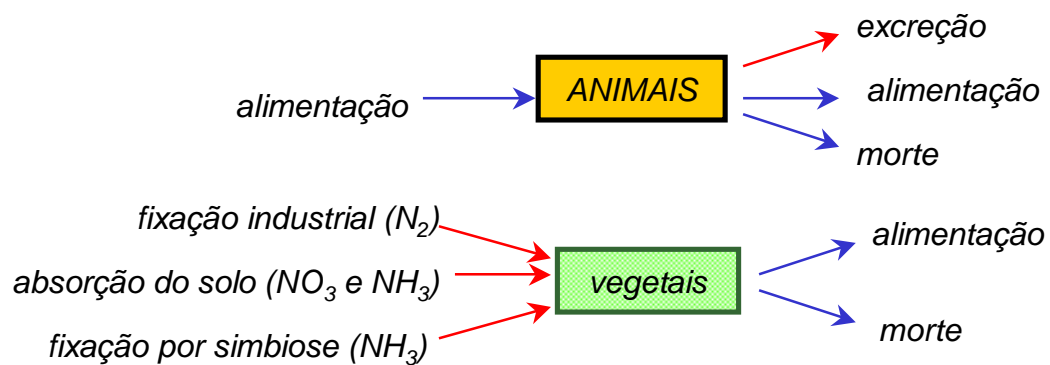 excreção
alimentação ANIMAIS alimentação
morte
fixação industrial (N₂)
alimentação
absorção do solo (NO₃ e NH₃) vegetais
morte
fixação por simbiose (NH₃)